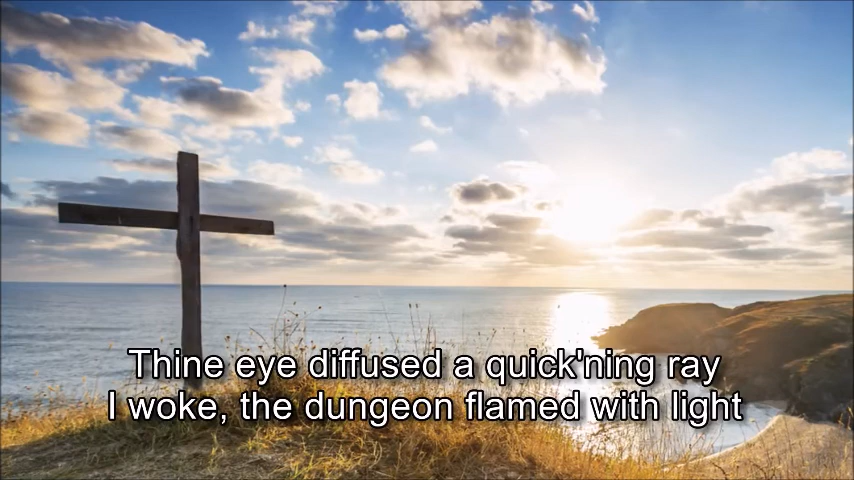 Thine eye diffused a quick'ning ray
I woke, the dungeon flamed with light